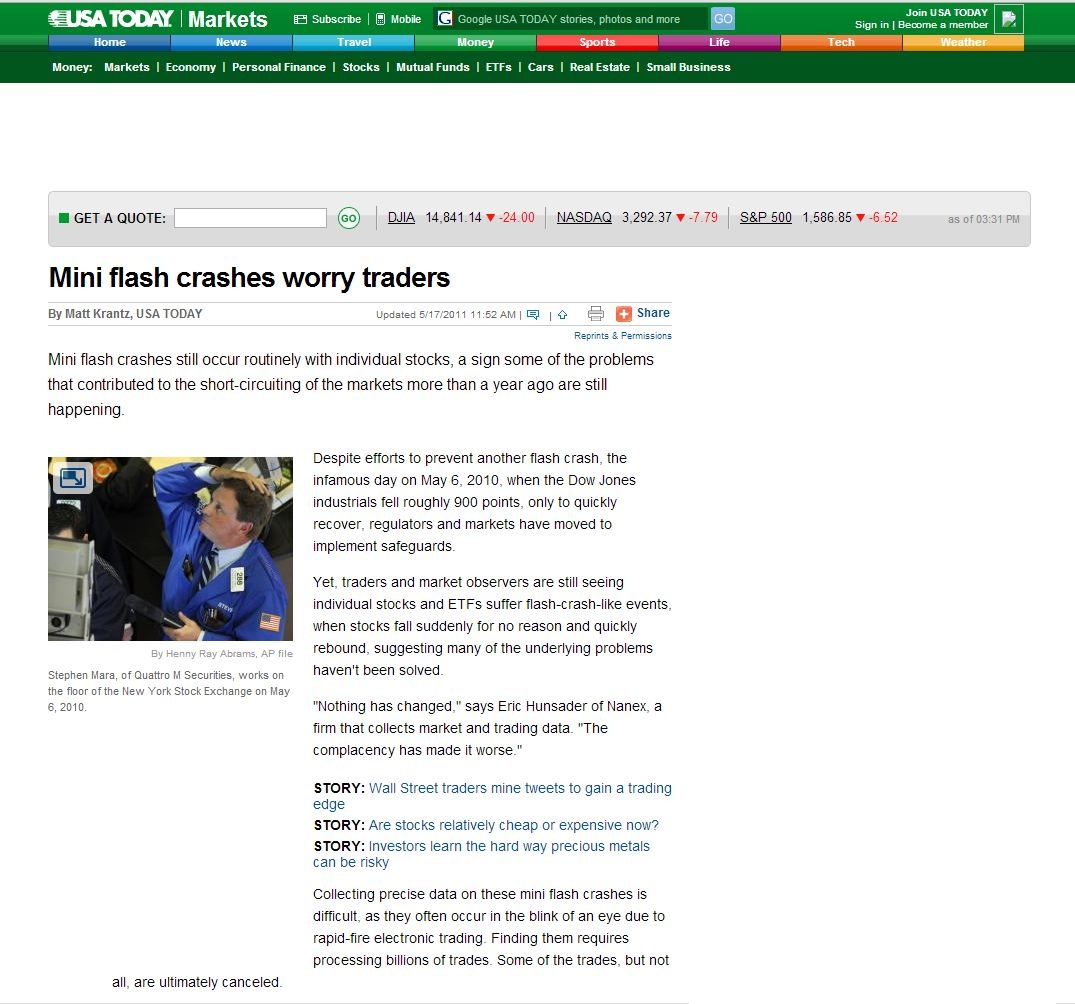 USA TODAY | Markets
Subscribe | Mobile
Google USA TODAY stories, photos and more
GO
Join USA TODAY
Sign in | Become a member
Home News Travel Money Sports Life Tech Weather
Money: Markets | Economy | Personal Finance | Stocks | Mutual Funds | ETFs | Cars | Real Estate | Small Business
GET A QUOTE: GO DJIA 14,841.14 ▼ -24.00 NASDAQ 3,292.37 ▼ -7.79 S&P 500 1,586.85 ▼ -6.52 as of 03:31 PM
Mini flash crashes worry traders
By Matt Krantz, USA TODAY
Updated 5/17/2011 11:52 AM | |
Share
Reprints & Permissions
Mini flash crashes still occur routinely with individual stocks, a sign some of the problems
that contributed to the short-circuiting of the markets more than a year ago are still
happening.
288
By Henny Ray Abrams, AP file
Stephen Mara, of Quattro M Securities, works on
the floor of the New York Stock Exchange on May
6, 2010.
Despite efforts to prevent another flash crash, the
infamous day on May 6, 2010, when the Dow Jones
industrials fell roughly 900 points, only to quickly
recover, regulators and markets have moved to
implement safeguards.
Yet, traders and market observers are still seeing
individual stocks and ETFs suffer flash-crash-like events,
when stocks fall suddenly for no reason and quickly
rebound, suggesting many of the underlying problems
haven't been solved.
"Nothing has changed," says Eric Hunsader of Nanex, a
firm that collects market and trading data. "The
complacency has made it worse."
STORY: Wall Street traders mine tweets to gain a trading
edge
STORY: Are stocks relatively cheap or expensive now?
STORY: Investors learn the hard way precious metals
can be risky
Collecting precise data on these mini flash crashes is
difficult, as they often occur in the blink of an eye due to
rapid-fire electronic trading. Finding them requires
processing billions of trades. Some of the trades, but not
all, are ultimately canceled.